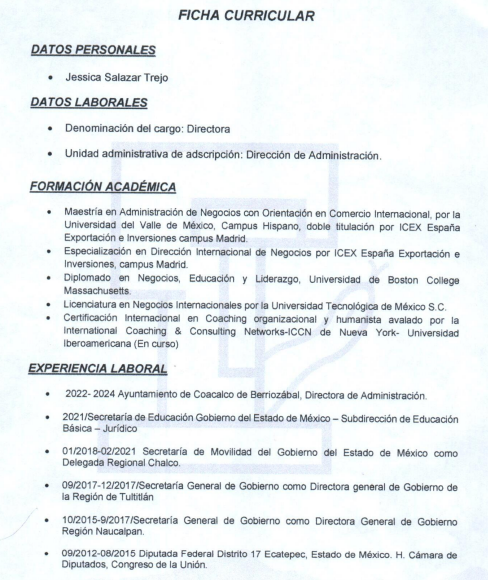 FICHA CURRICULAR
DATOS PERSONALES
• Jessica Salazar Trejo
DATOS LABORALES
• Denominación del cargo: Directora
• Unidad administrativa de adscripción: Dirección de Administración.
FORMACIÓN ACADÉMICA
• Maestría en Administración de Negocios con Orientación en Comercio Internacional, por la
Universidad del Valle de México, Campus Hispano, doble titulación por ICEX España
Exportación e Inversiones campus Madrid.
• Especialización en Dirección Internacional de Negocios por ICEX España Exportación e
Inversiones, campus Madrid.
• Diplomado en Negocios, Educación y Liderazgo, Universidad de Boston College
Massachusetts.
• Licenciatura en Negocios Internacionales por la Universidad Tecnológica de México S.C.
• Certificación Internacional en Coaching organizacional y humanista avalado por la
International Coaching & Consulting Networks-ICCN de Nueva York- Universidad
Iberoamericana (En curso)
EXPERIENCIA LABORAL
• 2022- 2024 Ayuntamiento de Coacalco de Berriozábal, Directora de Administración.
• 2021/Secretaría de Educación Gobierno del Estado de México – Subdirección de Educación
Básica – Jurídico
• 01/2018-02/2021 Secretaría de Movilidad del Gobierno del Estado de México como
Delegada Regional Chalco.
• 09/2017-12/2017/Secretaría General de Gobierno como Directora general de Gobierno de
la Región de Tultitlán
• 10/2015-9/2017/Secretaría General de Gobierno como Directora General de Gobierno
Región Naucalpan.
• 09/2012-08/2015 Diputada Federal Distrito 17 Ecatepec, Estado de México. H. Cámara de
Diputados, Congreso de la Unión.